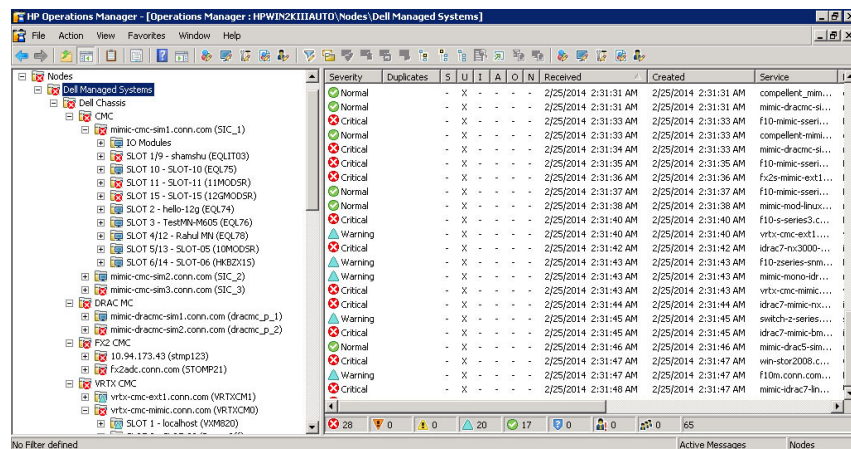 HP Operations Manager - [Operations Manager : HPWIN2KIIIAUTO\Nodes\Dell Managed Systems]
File Action View Favorites Window Help
Nodes
Dell Managed Systems
Dell Chassis
CMC
mimic-cmc-sim1.conn.com (SIC_1)
IO Modules
SLOT 1/9 - shamshu (EQLIT03)
SLOT 10 - SLOT-10 (EQL75)
SLOT 11 - SLOT-11 (11MODSR)
SLOT 15 - SLOT-15 (12GMODSR)
SLOT 2 - hello-12g (EQL74)
SLOT 3 - TestMN-M605 (EQL76)
SLOT 4/12 - Rahul MN (EQL78)
SLOT 5/13 - SLOT-05 (10MODSR)
SLOT 6/14 - SLOT-06 (HKBZX1S)
mimic-cmc-sim2.conn.com (SIC_2)
mimic-cmc-sim3.conn.com (SIC_3)
DRAC MC
mimic-dracmc-sim1.conn.com (dracmc_p_1)
mimic-dracmc-sim2.conn.com (dracmc_p_2)
FX2 CMC
10.94.173.43 (stmp123)
fx2adc.conn.com (STOMP21)
VRTX CMC
vrtx-cmc-ext1.conn.com (VRTXCM1)
vrtx-cmc-mimic.conn.com (VRTXCM0)
SLOT 1 - localhost (VXM820)
Severity Duplicates S U I A O N Received Created Service
Normal - X - - - - 2/25/2014 2:31:31 AM 2/25/2014 2:31:31 AM compellent_mim...
Normal - X - - - - 2/25/2014 2:31:31 AM 2/25/2014 2:31:31 AM mimic-dracmc-si...
Critical - X - - - - 2/25/2014 2:31:33 AM 2/25/2014 2:31:31 AM f10-mimic-sseri...
Normal - X - - - - 2/25/2014 2:31:33 AM 2/25/2014 2:31:33 AM compellent-mimi...
Critical - X - - - - 2/25/2014 2:31:34 AM 2/25/2014 2:31:33 AM mimic-dracmc-si...
Critical - X - - - - 2/25/2014 2:31:35 AM 2/25/2014 2:31:35 AM f10-mimic-sseri...
Critical - X - - - - 2/25/2014 2:31:36 AM 2/25/2014 2:31:35 AM fx2s-mimic-ext1...
Normal - X - - - - 2/25/2014 2:31:37 AM 2/25/2014 2:31:37 AM f10-mimic-sseri...
Normal - X - - - - 2/25/2014 2:31:38 AM 2/25/2014 2:31:38 AM mimic-mod-linux...
Critical - X - - - - 2/25/2014 2:31:40 AM 2/25/2014 2:31:40 AM f10-s-series3.c...
Warning - X - - - - 2/25/2014 2:31:40 AM 2/25/2014 2:31:40 AM vrtx-cmc-ext1....
Critical - X - - - - 2/25/2014 2:31:42 AM 2/25/2014 2:31:42 AM idrac7-nx3000-...
Warning - X - - - - 2/25/2014 2:31:43 AM 2/25/2014 2:31:43 AM f10-zseries-snm...
Warning - X - - - - 2/25/2014 2:31:43 AM 2/25/2014 2:31:43 AM mimic-mono-idr...
Critical - X - - - - 2/25/2014 2:31:43 AM 2/25/2014 2:31:43 AM vrtx-cmc-mimic....
Critical - X - - - - 2/25/2014 2:31:44 AM 2/25/2014 2:31:44 AM idrac7-mimic-nx...
Warning - X - - - - 2/25/2014 2:31:45 AM 2/25/2014 2:31:45 AM switch-z-series....
Critical - X - - - - 2/25/2014 2:31:45 AM 2/25/2014 2:31:45 AM idrac7-mimic-bm...
Normal - X - - - - 2/25/2014 2:31:46 AM 2/25/2014 2:31:46 AM mimic-drac5-sim...
Critical - X - - - - 2/25/2014 2:31:47 AM 2/25/2014 2:31:47 AM win-stor2008.c...
Warning - X - - - - 2/25/2014 2:31:47 AM 2/25/2014 2:31:47 AM f10m.conn.com...
Critical - X - - - - 2/25/2014 2:31:48 AM 2/25/2014 2:31:47 AM mimic-idrac7-lin...
28 0 0 20 17 0 0 0 65
No Filter defined Active Messages Nodes